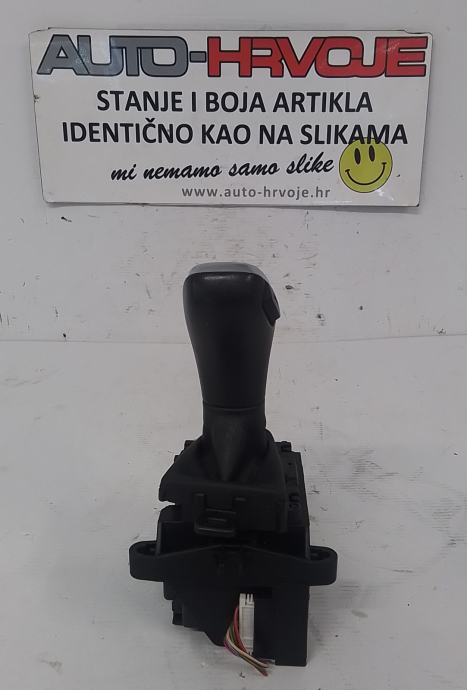 AUTO-HRVOJE
STANJE I BOJA ARTIKLA
IDENTIČNO KAO NA SLIKAMA
mi nemamo samo slike
www.auto-hrvoje.hr